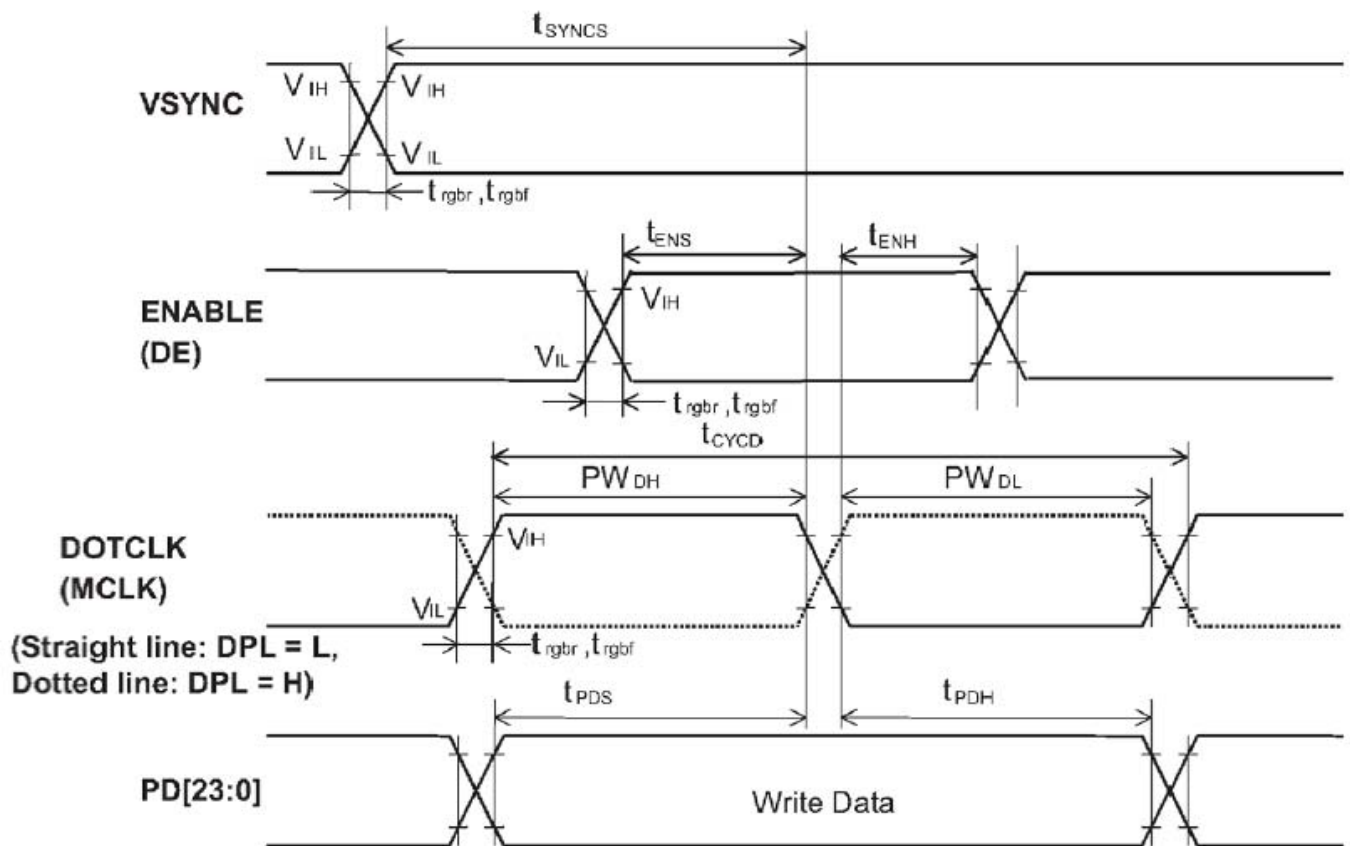 tSYNCS
VSYNC
VIH VIH
VIL VIL
trgbr ,trgbf
tENS tENH
ENABLE
(DE)
VIH
VIL
trgbr ,trgbf
tCYCD
PWDH PWDL
DOTCLK
(MCLK)
VIH
VIL
(Straight line: DPL = L,
Dotted line: DPL = H)
trgbr ,trgbf
tPDS tPDH
PD[23:0]
Write Data